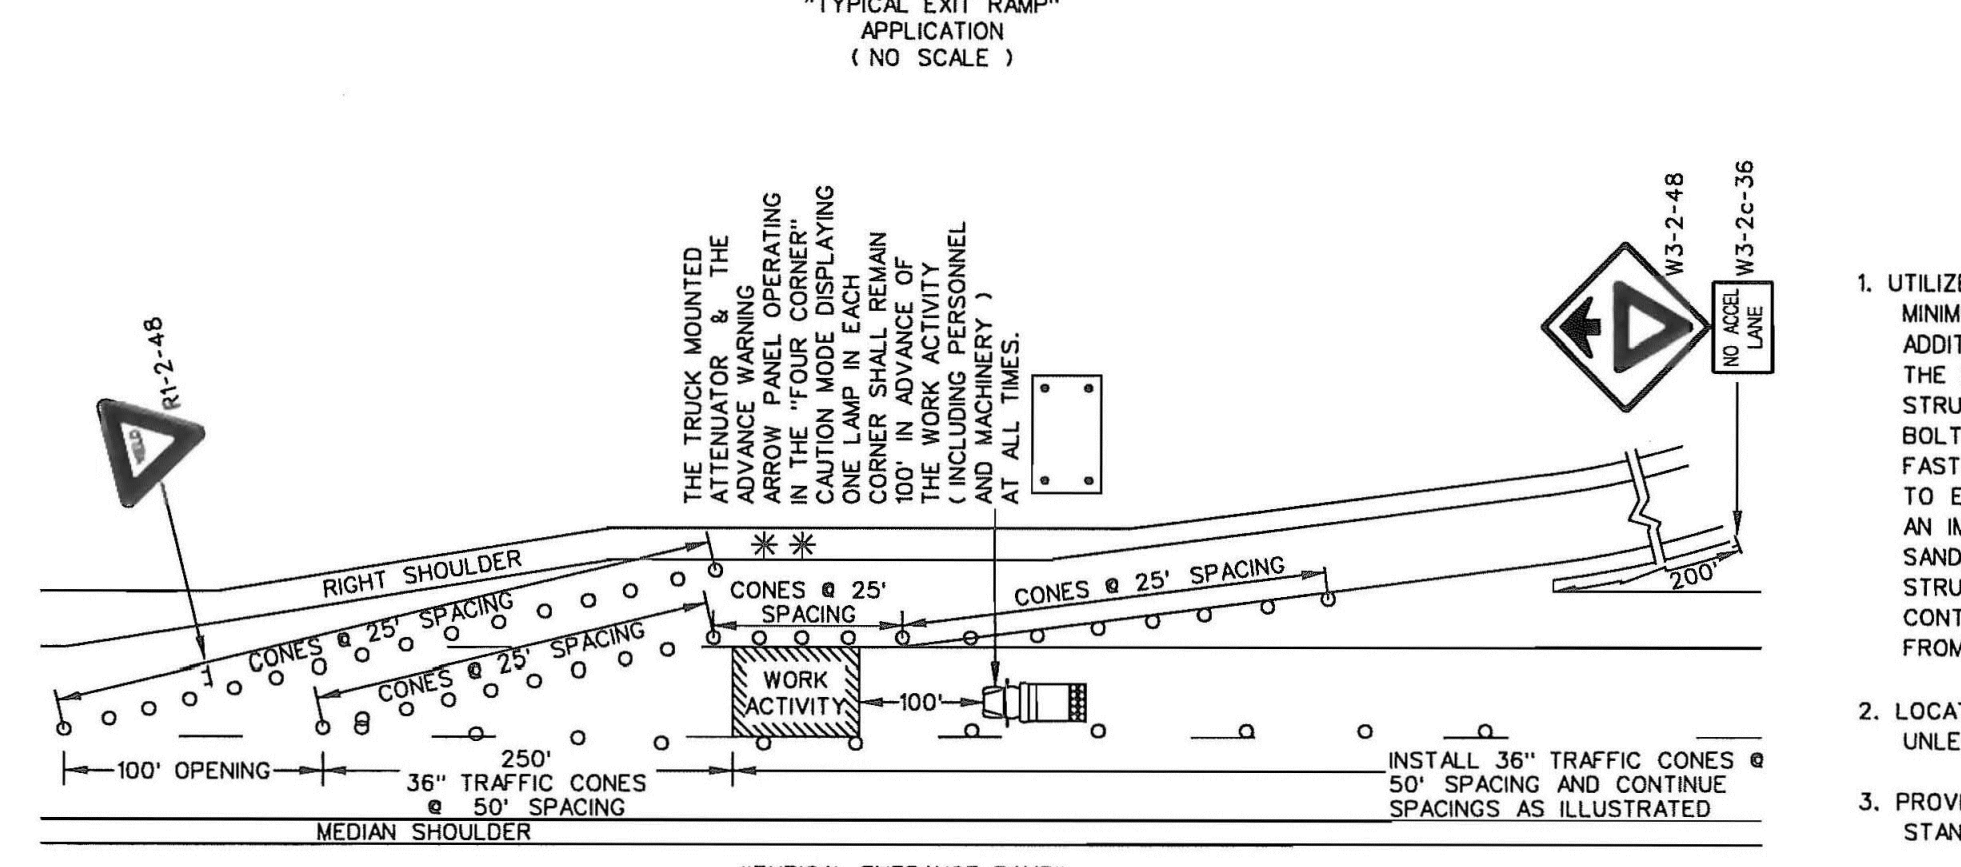 "TYPICAL EXIT RAMP"
APPLICATION
( NO SCALE )
R1-2-48
YIELD
THE TRUCK MOUNTED
ATTENUATOR & THE
ADVANCE WARNING
ARROW PANEL OPERATING
IN THE "FOUR CORNER"
CAUTION MODE DISPLAYING
ONE LAMP IN EACH
CORNER SHALL REMAIN
100' IN ADVANCE OF
THE WORK ACTIVITY
( INCLUDING PERSONNEL
AND MACHINERY )
AT ALL TIMES.
W3-2-48
W3-2c-36
NO ACCEL
LANE
RIGHT SHOULDER
CONES @ 25' SPACING
CONES @ 25' SPACING
CONES @ 25'
SPACING
CONES @ 25' SPACING
200'
WORK
ACTIVITY
100'
100' OPENING
250'
36" TRAFFIC CONES
@ 50' SPACING
INSTALL 36" TRAFFIC CONES @
50' SPACING AND CONTINUE
SPACINGS AS ILLUSTRATED
MEDIAN SHOULDER
1. UTILIZE
MINIM
ADDIT
THE
STRU
BOLT
FAST
TO E
AN IM
SAND
STRU
CONT
FROM
2. LOCAT
UNLE
3. PROVI
STAN